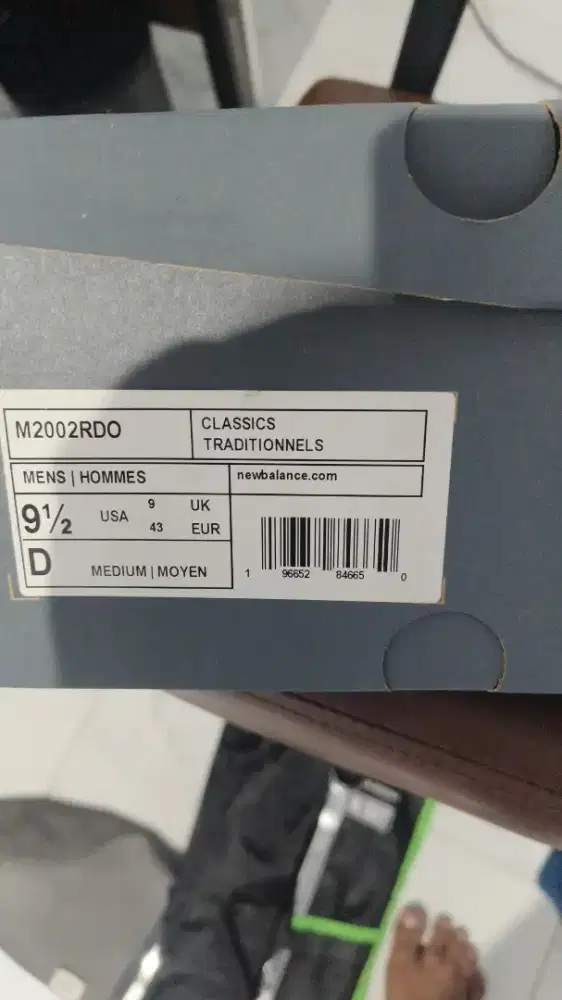 M2002RDO
CLASSICS
TRADITIONNELS
MENS | HOMMES
newbalance.com
9½ USA 9 UK
43 EUR
D MEDIUM | MOYEN
1 96652 84665 0